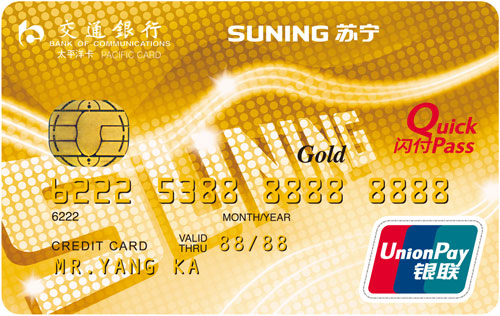 交通銀行
BANK OF COMMUNICATIONS
太平洋卡 PACIFIC CARD
SUNING 苏宁
Quick
闪付Pass
SUNING
Gold
6222 5388 8888 8888
6222
MONTH/YEAR
CREDIT CARD VALID THRU 88/88
MR.YANG KA
UnionPay
银联